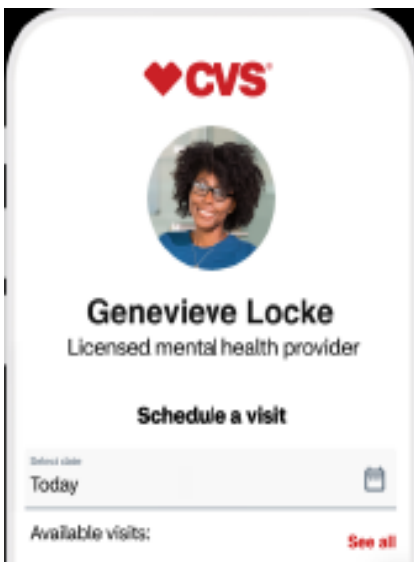 CVS
Genevieve Locke
Licensed mental health provider
Schedule a visit
Select date
Today
Available visits:
See all